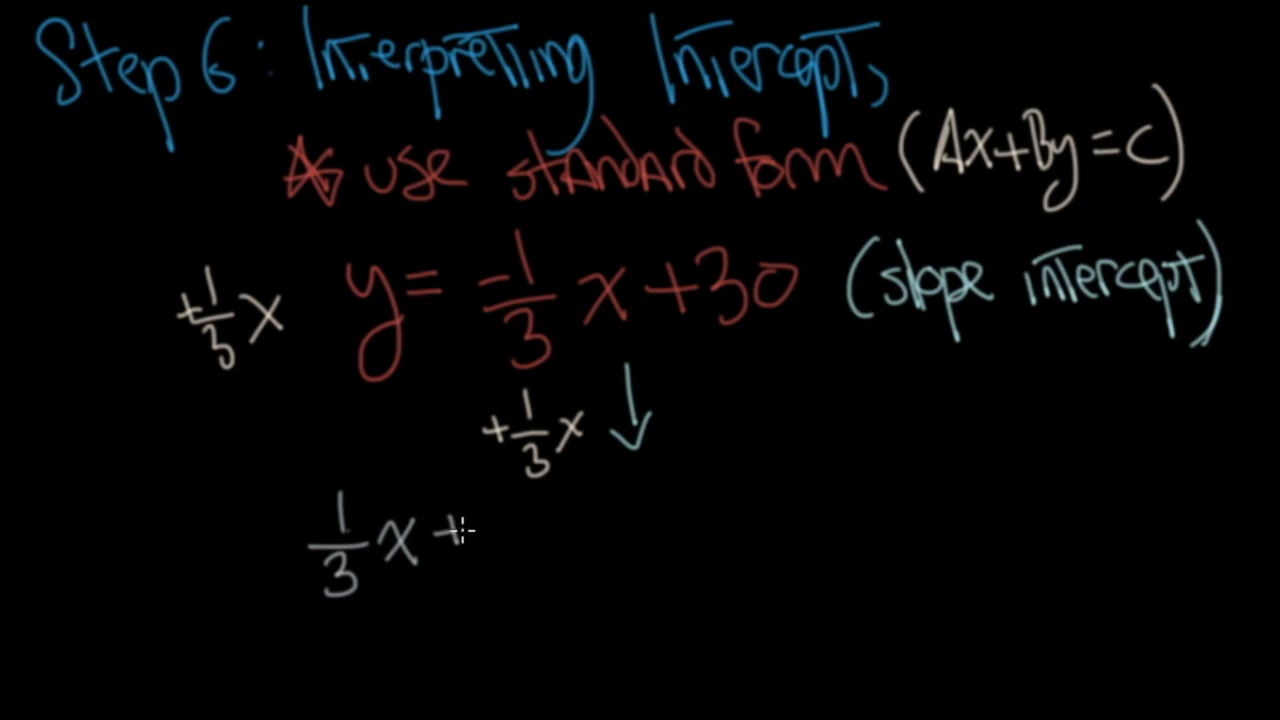 Step 6: Interpreting Intercepts
☆ use standard form (Ax+By=C)
+1/3x y=-1/3x+30 (slope intercept)
+1/3x ↓
1/3x +